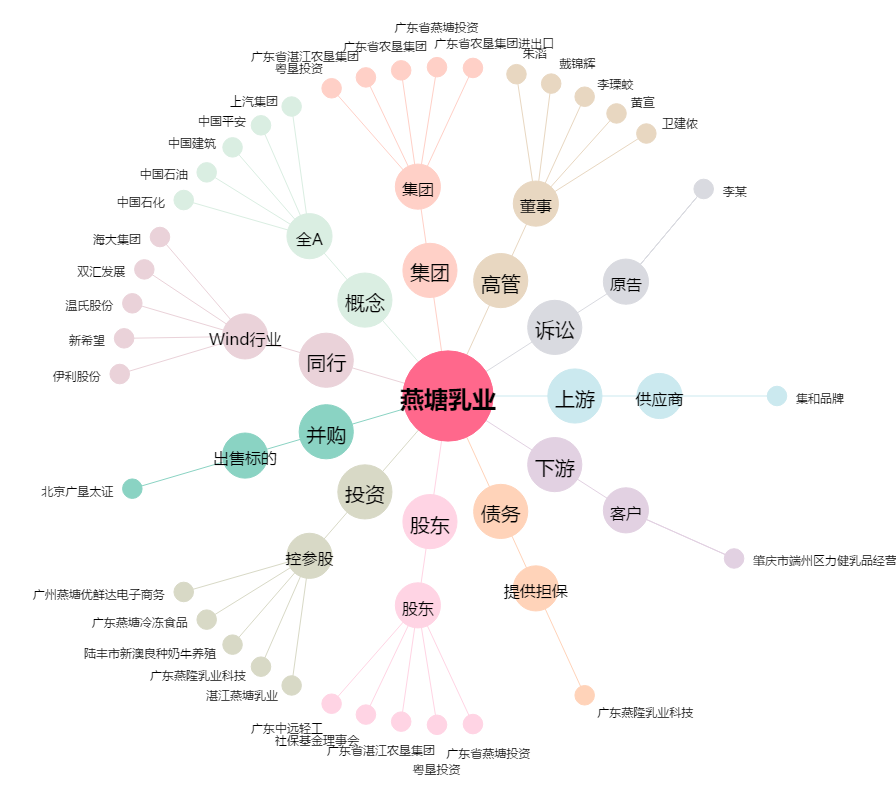 广东省燕塘投资
广东省农垦集团
广东省农垦集团进出口
广东省湛江农垦集团
粤垦投资
朱滔
戴锦辉
李瑮蛟
黄宣
卫建侬
上汽集团
中国平安
中国建筑
中国石油
中国石化
集团
董事
李某
全A
海大集团
双汇发展
温氏股份
新希望
伊利股份
集团
高管
原告
概念
诉讼
Wind行业
同行
燕塘乳业
上游
供应商
集和品牌
并购
出售标的
北京广垦太证
下游
客户
肇庆市端州区力健乳品经营
投资
股东
债务
控参股
提供担保
股东
广州燕塘优鲜达电子商务
广东燕塘冷冻食品
陆丰市新澳良种奶牛养殖
广东燕隆乳业科技
湛江燕塘乳业
广东燕隆乳业科技
广东中远轻工
社保基金理事会
广东省湛江农垦集团
粤垦投资
广东省燕塘投资